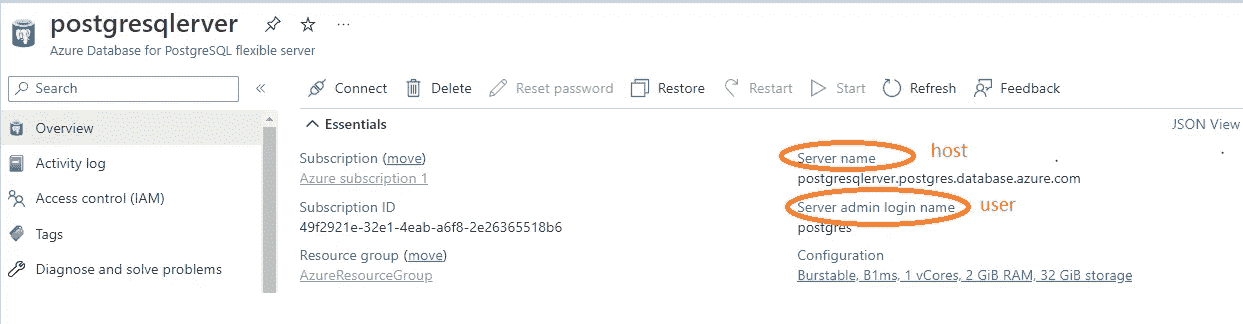 postgresqlerver
Azure Database for PostgreSQL flexible server
Search
Connect Delete Reset password Restore Restart Start Refresh Feedback
Overview
Activity log
Access control (IAM)
Tags
Diagnose and solve problems
Essentials JSON View
Subscription (move)
Azure subscription 1
Subscription ID
49f2921e-32e1-4eab-a6f8-2e26365518b6
Resource group (move)
AzureResourceGroup
Server name host
postgresqlerver.postgres.database.azure.com
Server admin login name user
postgres
Configuration
Burstable, B1ms, 1 vCores, 2 GiB RAM, 32 GiB storage